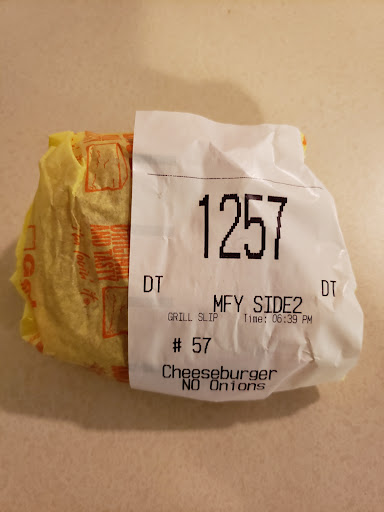 1257
DT DT
MFY SIDE2
GRILL SLIP Time: 06:39 PM
# 57
Cheeseburger
NO Onions